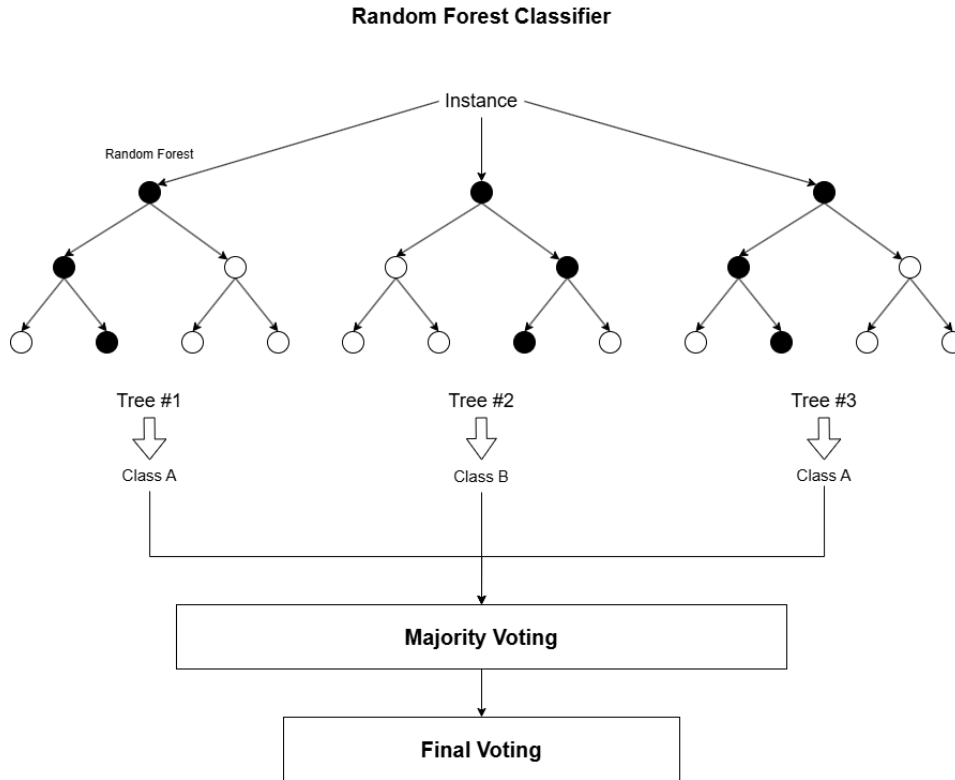 Random Forest Classifier
Instance
Random Forest
Tree #1
Tree #2
Tree #3
Class A
Class B
Class A
Majority Voting
Final Voting